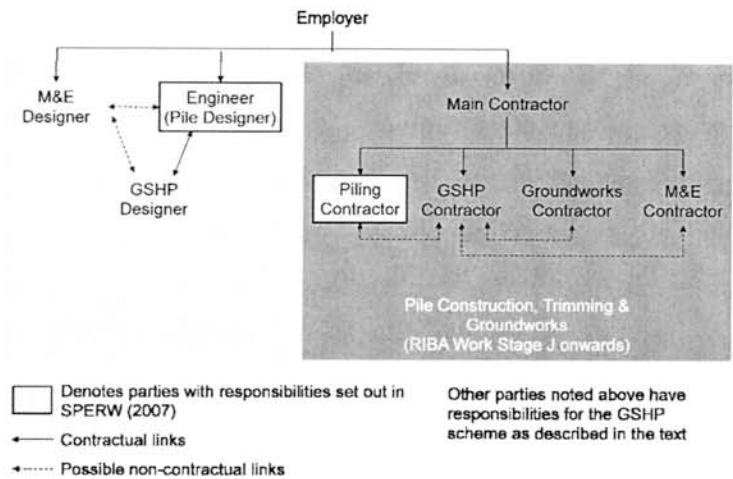 Employer
M&E
Designer
Engineer
(Pile Designer)
GSHP
Designer
Main Contractor
Piling
Contractor
GSHP
Contractor
Groundworks
Contractor
M&E
Contractor
Pile Construction, Trimming &
Groundworks
(RIBA Work Stage J onwards)
Denotes parties with responsibilities set out in
SPERW (2007)
Contractual links
Possible non-contractual links
Other parties noted above have
responsibilities for the GSHP
scheme as described in the text